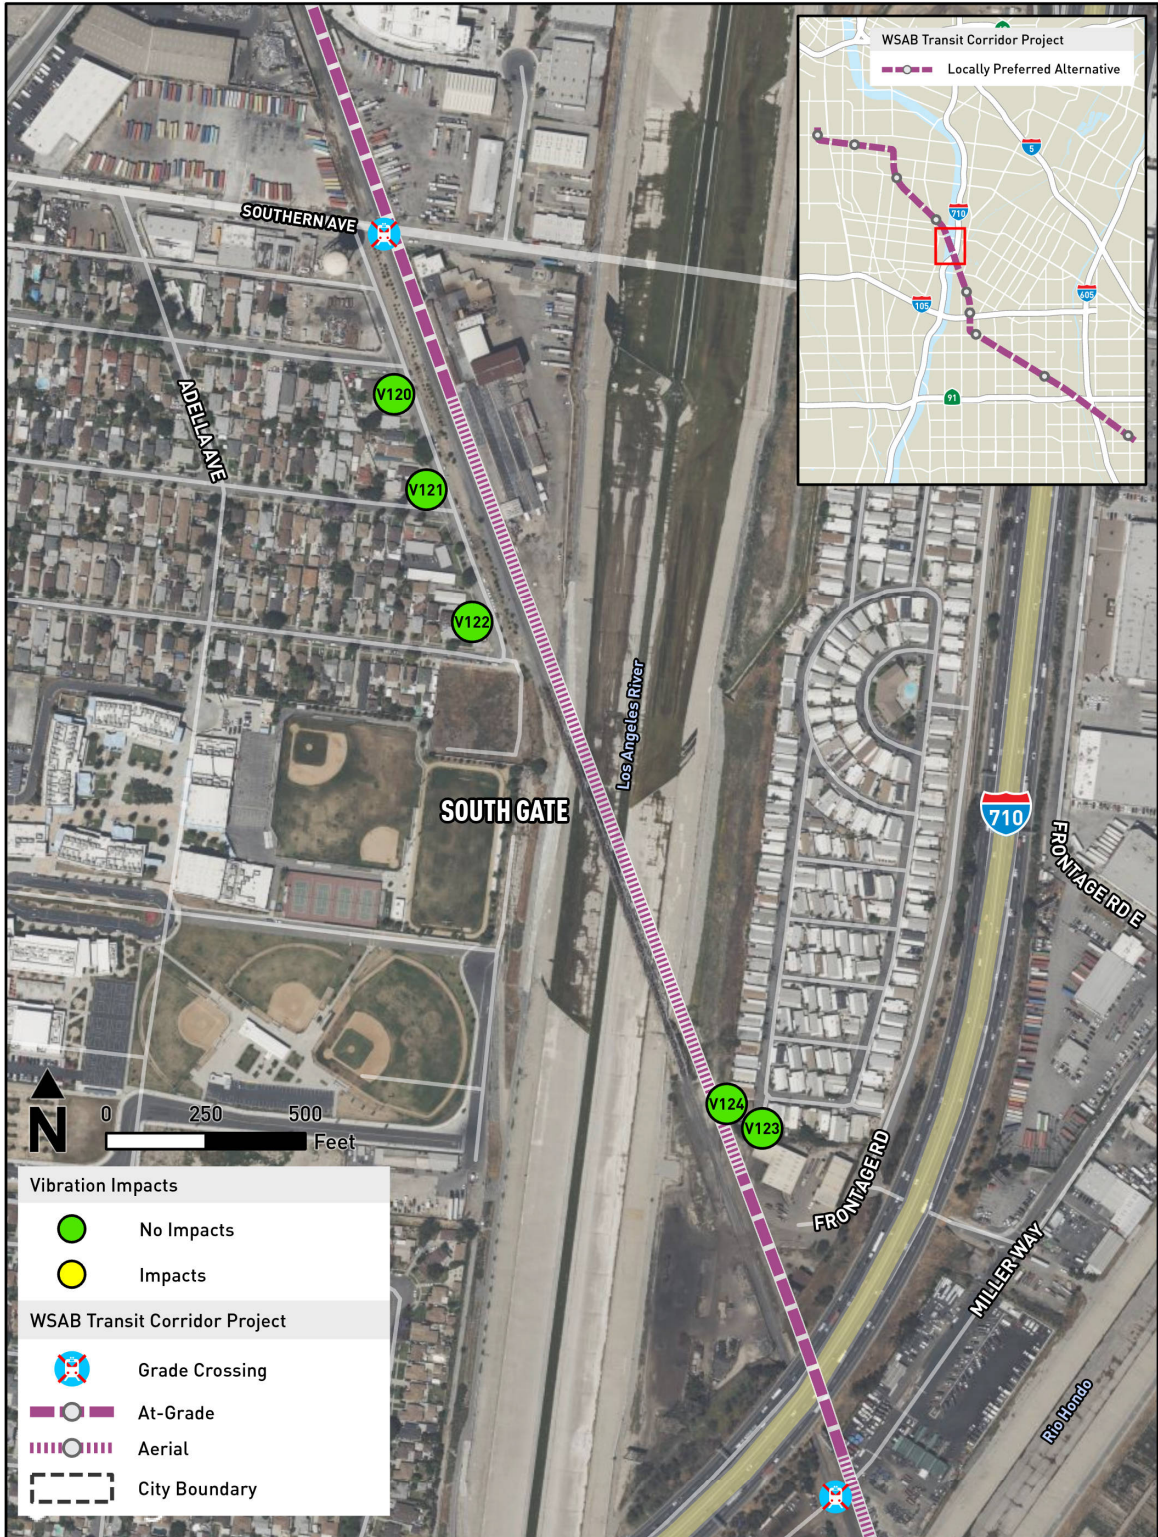 WSAB Transit Corridor Project
Locally Preferred Alternative
5
710
105
605
91
SOUTHERN AVE
V120
ADELLA AVE
V121
V122
Los Angeles River
SOUTH GATE
710
FRONTAGE RD E
V124
V123
FRONTAGE RD
MILLER WAY
Rio Hondo
N
0 250 500
Feet
Vibration Impacts
No Impacts
Impacts
WSAB Transit Corridor Project
Grade Crossing
At-Grade
Aerial
City Boundary